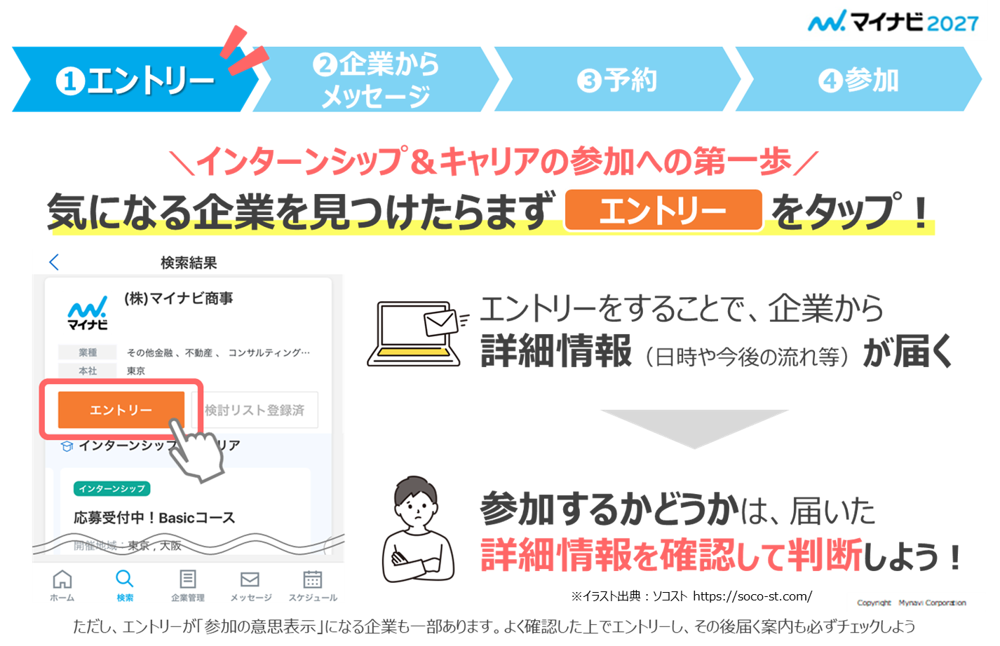 マイナビ2027
❶エントリー
❷企業から
メッセージ
❸予約
❹参加
＼インターンシップ＆キャリアの参加への第一歩／
気になる企業を見つけたらまず エントリー をタップ！
検索結果
(株)マイナビ商事
マイナビ
業種 その他金融 、不動産 、 コンサルティング…
本社 東京
エントリー 検討リスト登録済
インターンシップ リア
インターンシップ
応募受付中！Basicコース
開催地域：東京 , 大阪
ホーム 検索 企業管理 メッセージ スケジュール
エントリーをすることで、企業から
詳細情報（日時や今後の流れ等）が届く
参加するかどうかは、届いた
詳細情報を確認して判断しよう！
※イラスト出典：ソコスト https://soco-st.com/
Copyright Mynavi Corporation
ただし、エントリーが「参加の意思表示」になる企業も一部あります。よく確認した上でエントリーし、その後届く案内も必ずチェックしよう